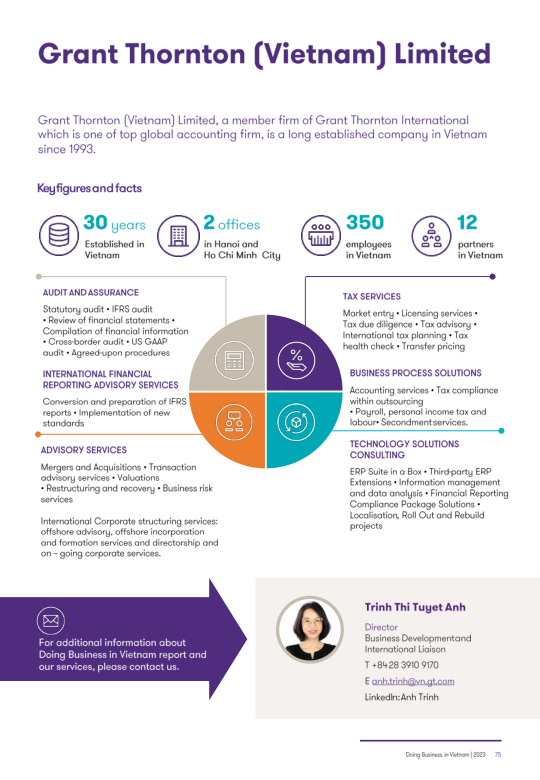 Grant Thornton (Vietnam) Limited
Grant Thornton (Vietnam) Limited, a member firm of Grant Thornton International
which is one of top global accounting firm, is a long established company in Vietnam
since 1993.
Key figures and facts
30 years
Established in
Vietnam
2 offices
in Hanoi and
Ho Chi Minh City
350
employees
in Vietnam
12
partners
in Vietnam
AUDIT AND ASSURANCE
Statutory audit • IFRS audit
• Review of financial statements •
Compilation of financial information
• Cross-border audit • US GAAP
audit • Agreed-upon procedures
INTERNATIONAL FINANCIAL
REPORTING ADVISORY SERVICES
Conversion and preparation of IFRS
reports • Implementation of new
standards
ADVISORY SERVICES
Mergers and Acquisitions • Transaction
advisory services • Valuations
• Restructuring and recovery • Business risk
services
International Corporate structuring services:
offshore advisory, offshore incorporation
and formation services and directorship and
on – going corporate services.
TAX SERVICES
Market entry • Licensing services •
Tax due diligence • Tax advisory •
International tax planning • Tax
health check • Transfer pricing
BUSINESS PROCESS SOLUTIONS
Accounting services • Tax compliance
within outsourcing
• Payroll, personal income tax and
labour• Secondment services.
TECHNOLOGY SOLUTIONS
CONSULTING
ERP Suite in a Box • Third-party ERP
Extensions • Information management
and data analysis • Financial Reporting
Compliance Package Solutions •
Localisation, Roll Out and Rebuild
projects
%
For additional information about
Doing Business in Vietnam report and
our services, please contact us.
Trinh Thi Tuyet Anh
Director
Business Development and
International Liaison
T +84 28 3910 9170
E anh.trinh@vn.gt.com
LinkedIn: Anh Trinh
Doing Business in Vietnam | 2023 75